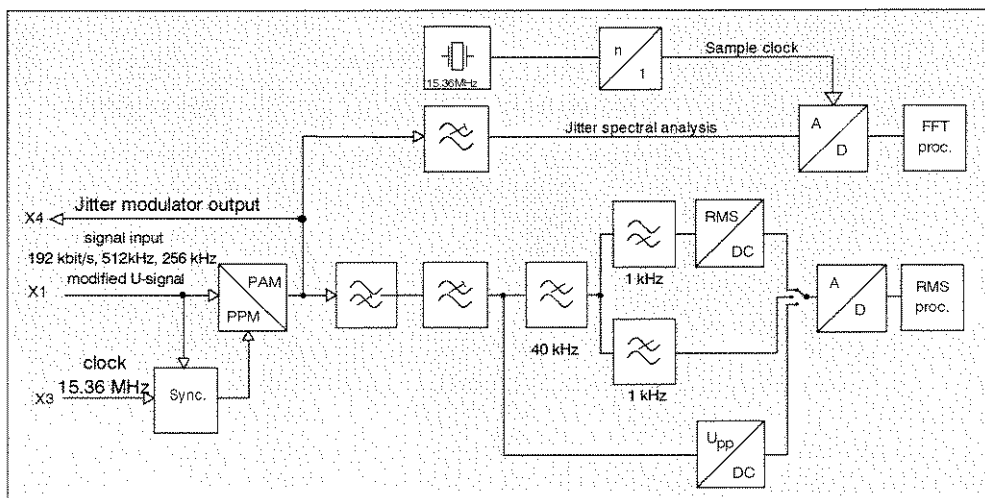 15.36MHz
n
1
Sample clock
Jitter spectral analysis
A
D
FFT
proc.
X4
Jitter modulator output
signal input
192 kbit/s, 512kHz, 256 kHz
modified U-signal
X1
PAM
PPM
clock
15.36 MHz
X3
Sync.
40 kHz
1 kHz
RMS
DC
1 kHz
Upp
DC
A
D
RMS
proc.